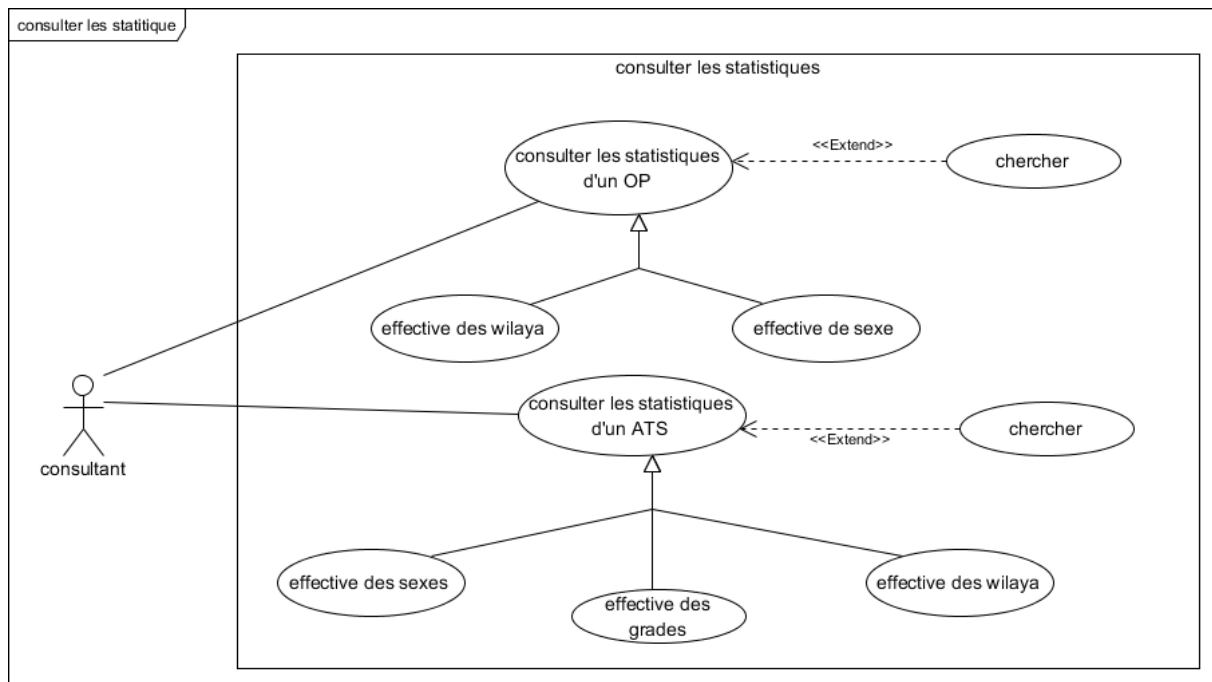 consulter les statitique
consulter les statistiques
consulter les statistiques
d'un OP
<<Extend>>
chercher
effective des wilaya
effective de sexe
consulter les statistiques
d'un ATS
<<Extend>>
chercher
consultant
effective des sexes
effective des
grades
effective des wilaya